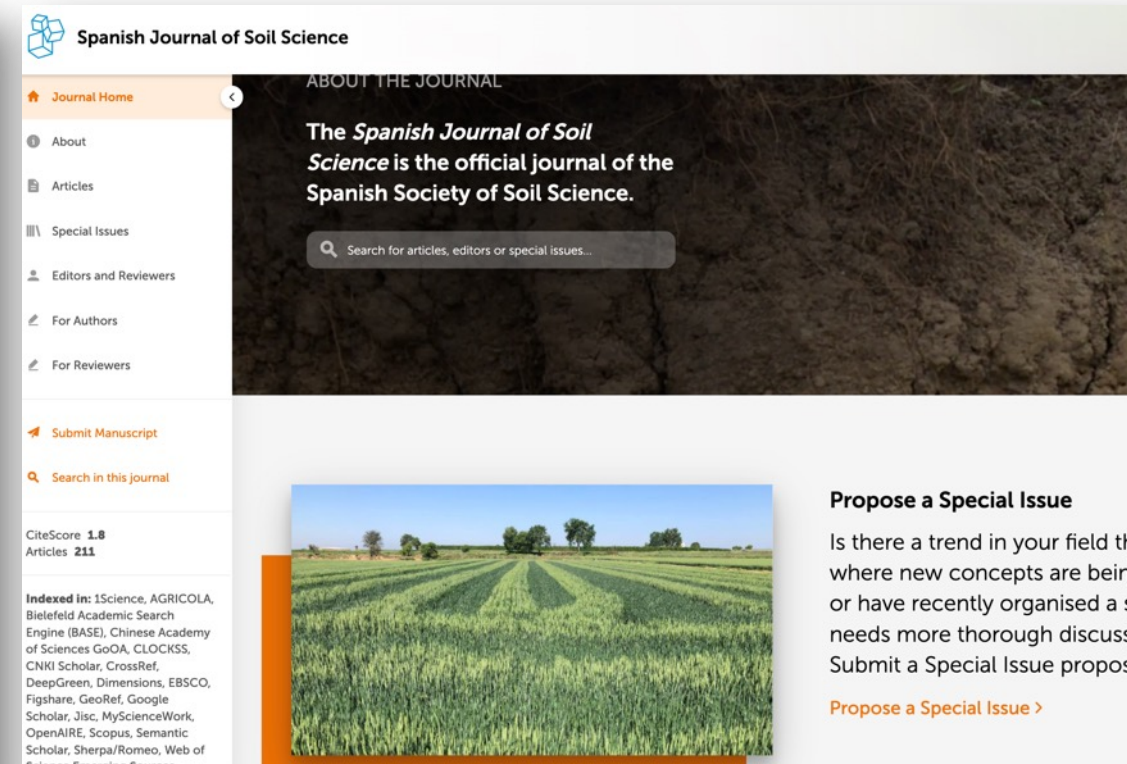 Spanish Journal of Soil Science
Journal Home
About
Articles
Special Issues
Editors and Reviewers
For Authors
For Reviewers
Submit Manuscript
Search in this journal
CiteScore 1.8
Articles 211
Indexed in: 1Science, AGRICOLA,
Bielefeld Academic Search
Engine (BASE), Chinese Academy
of Sciences GoOA, CLOCKSS,
CNKI Scholar, CrossRef,
DeepGreen, Dimensions, EBSCO,
Figshare, GeoRef, Google
Scholar, Jisc, MyScienceWork,
OpenAIRE, Scopus, Semantic
Scholar, Sherpa/Romeo, Web of
ABOUT THE JOURNAL
The Spanish Journal of Soil
Science is the official journal of the
Spanish Society of Soil Science.
Search for articles, editors or special issues...
Propose a Special Issue
Is there a trend in your field
where new concepts are
or have recently organised a
needs more thorough
Submit a Special Issue
Propose a Special Issue >